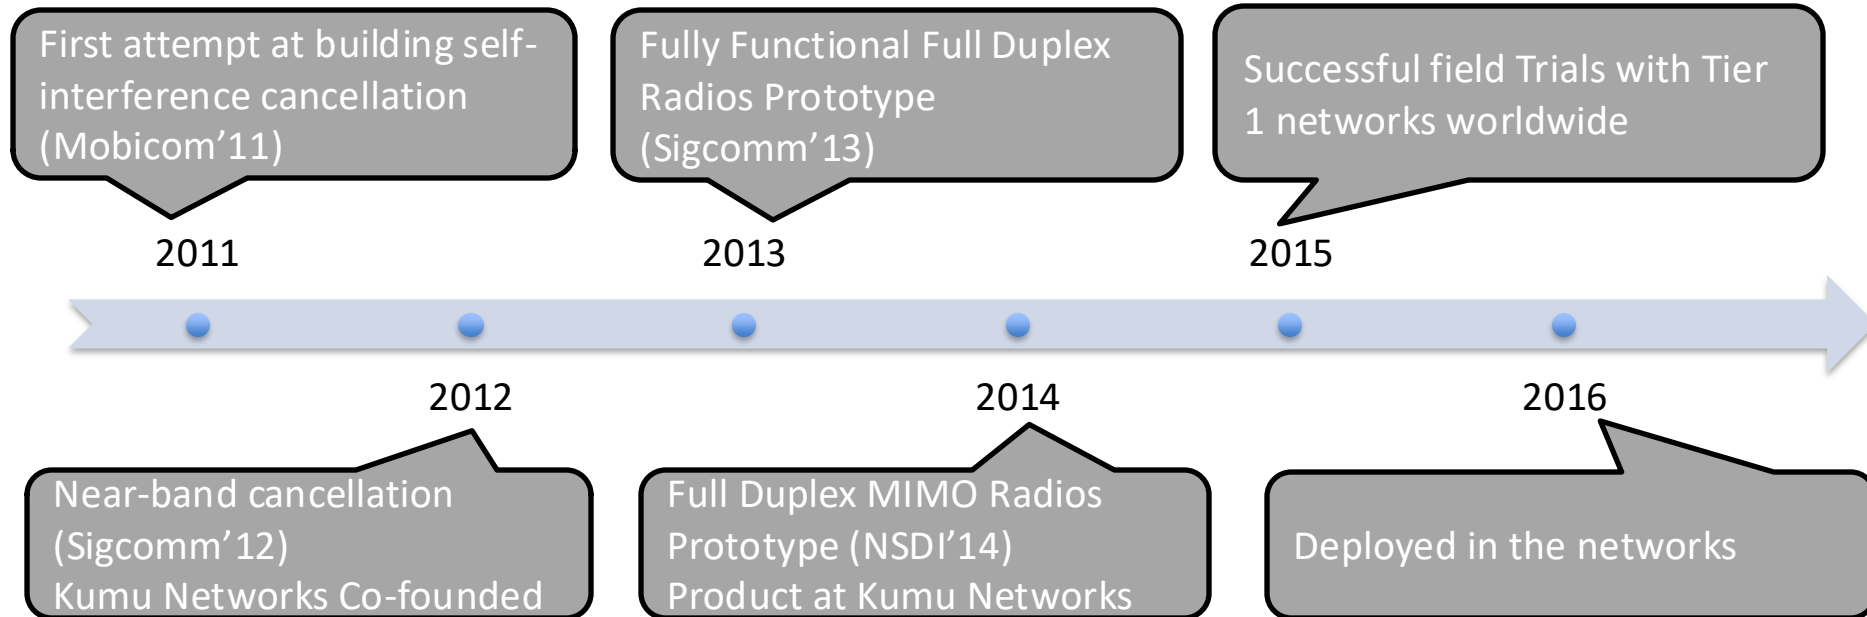 First attempt at building self-
interference cancellation
(Mobicom’11)
Fully Functional Full Duplex
Radios Prototype
(Sigcomm’13)
Successful field Trials with Tier
1 networks worldwide
2011
2013
2015
2012
2014
2016
Near-band cancellation
(Sigcomm’12)
Kumu Networks Co-founded
Full Duplex MIMO Radios
Prototype (NSDI’14)
Product at Kumu Networks
Deployed in the networks